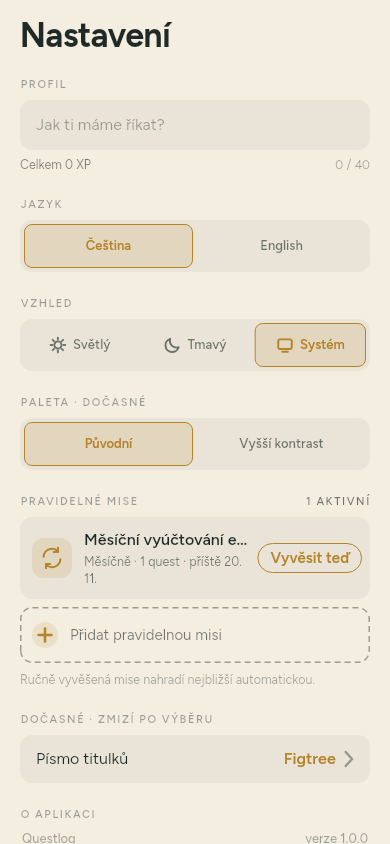 Nastavení
PROFIL
Jak ti máme říkat?
Celkem 0 XP
0 / 40
JAZYK
Čeština
English
VZHLED
Světlý
Tmavý
Systém
PALETA · DOČASNÉ
Původní
Vyšší kontrast
PRAVIDELNÉ MISE
1 AKTIVNÍ
Měsíční vyúčtování e...
Měsíčně · 1 quest · příště 20.
11.
Vyvěsit teď
Přidat pravidelnou misi
Ručně vyvěšená mise nahradí nejbližší automatickou.
DOČASNÉ · ZMIZÍ PO VÝBĚRU
Písmo titulků
Figtree
O APLIKACI
Questlog
verze 1.0.0